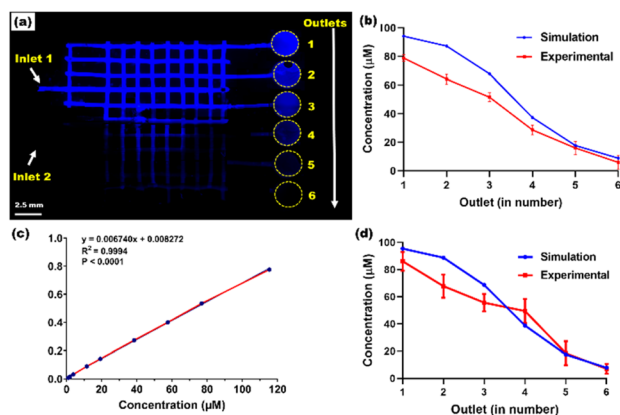 (a)
Outlets
Inlet 1
Inlet 2
1
2
3
4
5
6
2.5 mm
(b)
Concentration (µM)
100
80
60
40
20
0
Simulation
Experimental
1 2 3 4 5 6
Outlet (in number)
(c)
y = 0.006740x + 0.008272
R² = 0.9994
P < 0.0001
1.0
0.8
0.6
0.4
0.2
0.0
0 20 40 60 80 100 120
Concentration (µM)
(d)
Concentration (µM)
100
80
60
40
20
0
Simulation
Experimental
1 2 3 4 5 6
Outlet (in number)